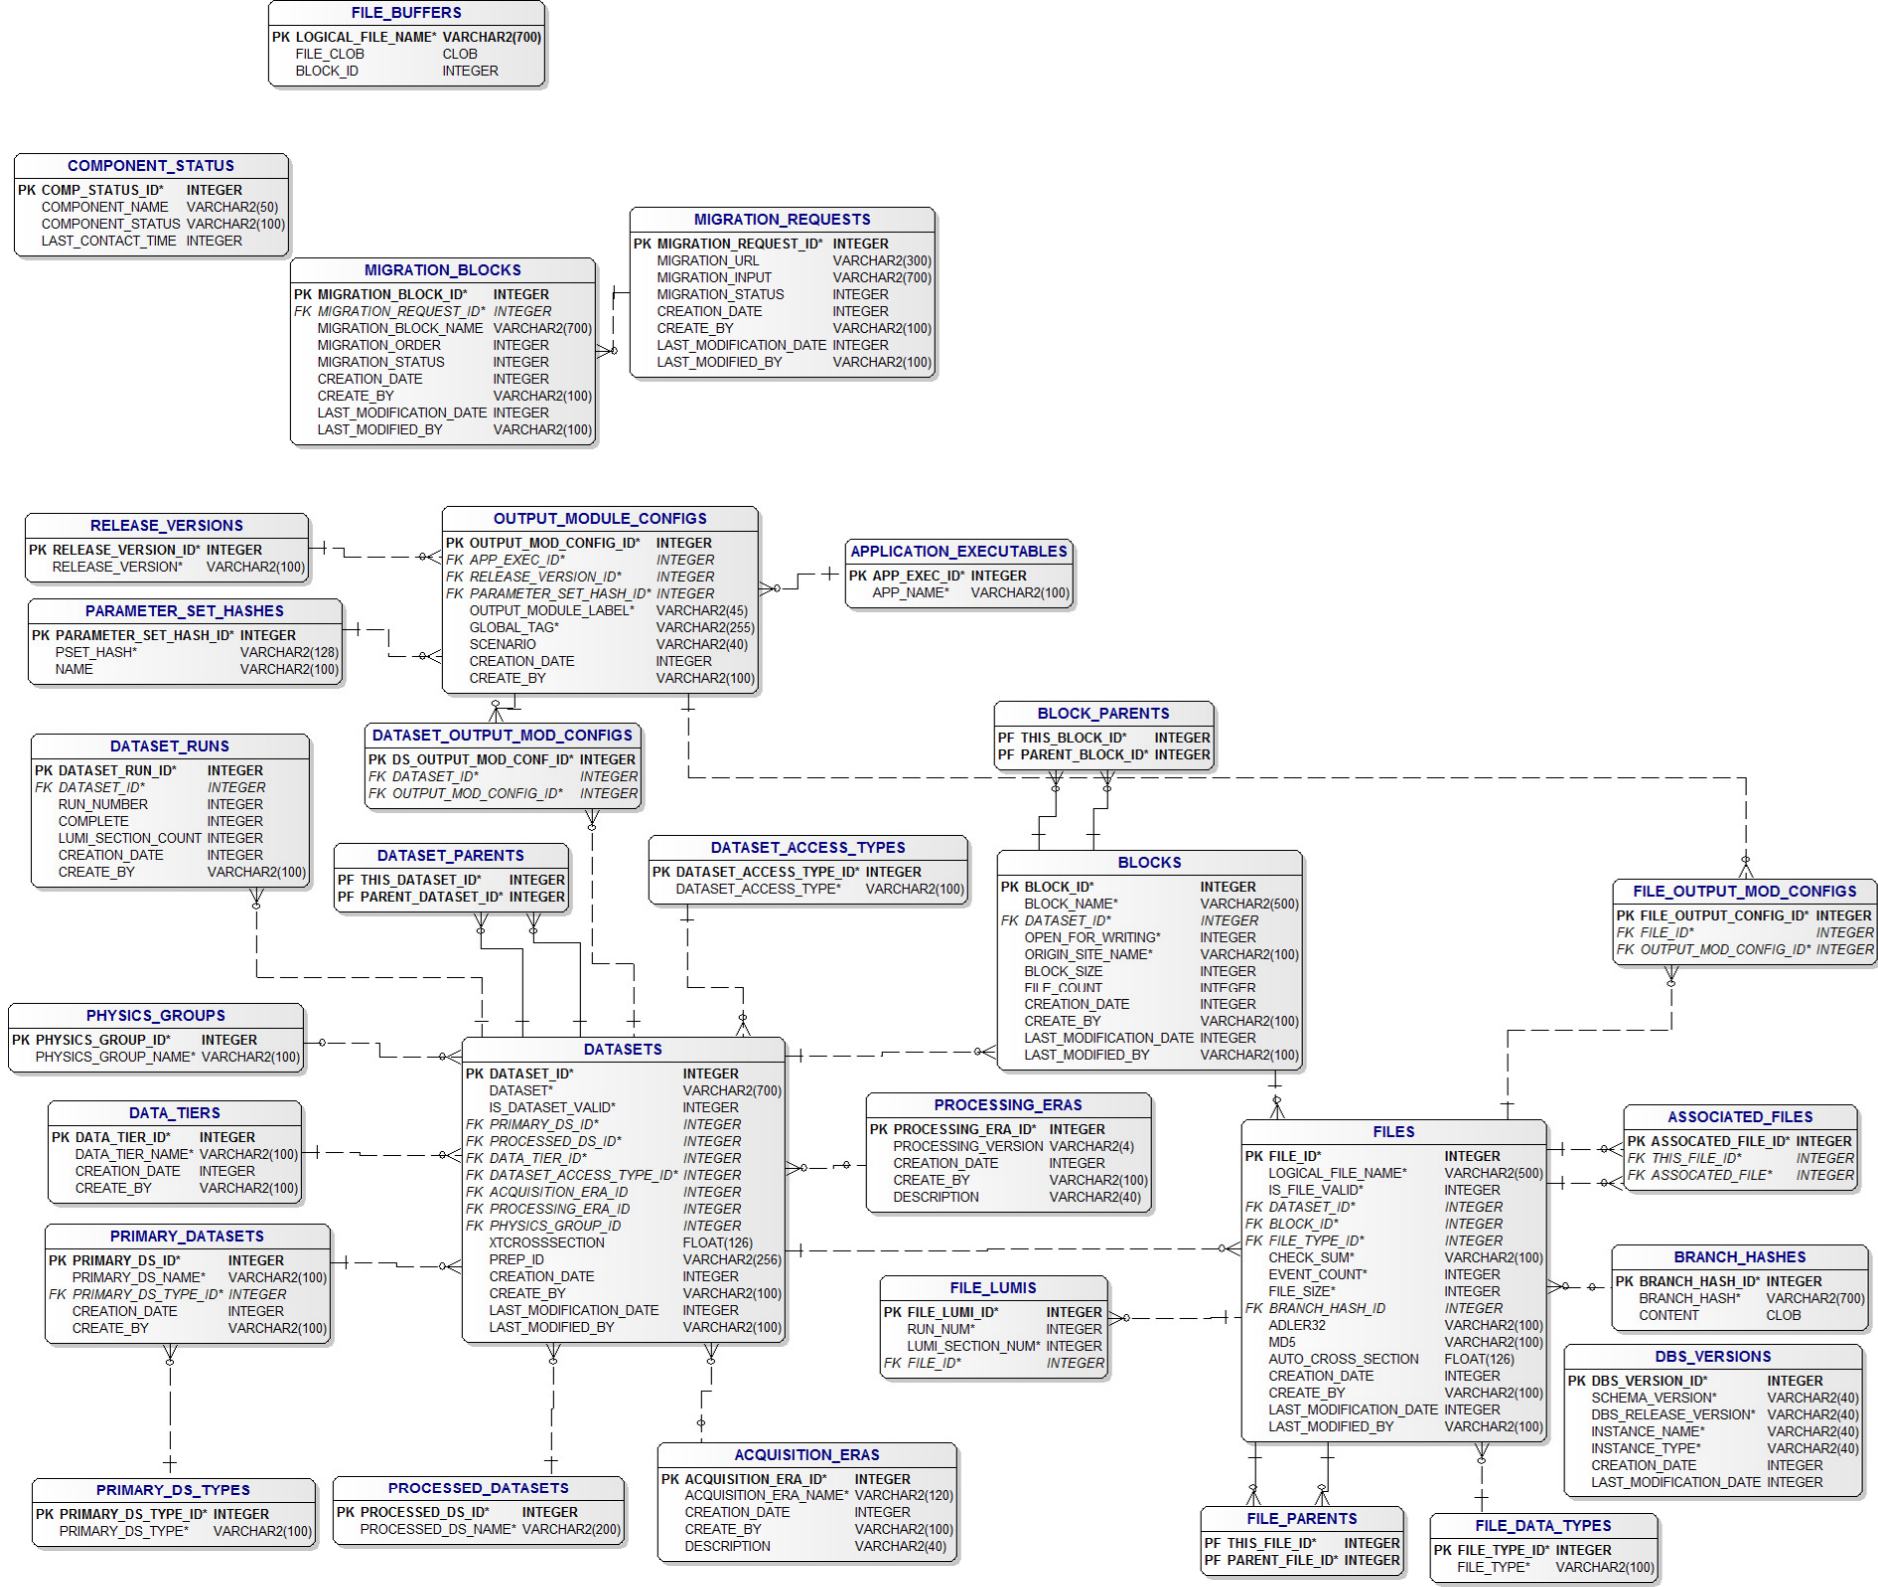 FILE_BUFFERS
PK LOGICAL_FILE_NAME* VARCHAR2(700)
FILE_CLOB CLOB
BLOCK_ID INTEGER
COMPONENT_STATUS
PK COMP_STATUS_ID* INTEGER
COMPONENT_NAME VARCHAR2(50)
COMPONENT_STATUS VARCHAR2(100)
LAST_CONTACT_TIME INTEGER
MIGRATION_REQUESTS
PK MIGRATION_REQUEST_ID* INTEGER
MIGRATION_URL VARCHAR2(300)
MIGRATION_INPUT VARCHAR2(700)
MIGRATION_STATUS INTEGER
CREATION_DATE INTEGER
CREATE_BY VARCHAR2(100)
LAST_MODIFICATION_DATE INTEGER
LAST_MODIFIED_BY VARCHAR2(100)
MIGRATION_BLOCKS
PK MIGRATION_BLOCK_ID* INTEGER
FK MIGRATION_REQUEST_ID* INTEGER
MIGRATION_BLOCK_NAME VARCHAR2(700)
MIGRATION_ORDER INTEGER
MIGRATION_STATUS INTEGER
CREATION_DATE INTEGER
CREATE_BY VARCHAR2(100)
LAST_MODIFICATION_DATE INTEGER
LAST_MODIFIED_BY VARCHAR2(100)
RELEASE_VERSIONS
PK RELEASE_VERSION_ID* INTEGER
RELEASE_VERSION* VARCHAR2(100)
OUTPUT_MODULE_CONFIGS
PK OUTPUT_MOD_CONFIG_ID* INTEGER
FK APP_EXEC_ID* INTEGER
FK RELEASE_VERSION_ID* INTEGER
FK PARAMETER_SET_HASH_ID* INTEGER
OUTPUT_MODULE_LABEL* VARCHAR2(45)
GLOBAL_TAG* VARCHAR2(255)
SCENARIO VARCHAR2(40)
CREATION_DATE INTEGER
CREATE_BY VARCHAR2(100)
APPLICATION_EXECUTABLES
PK APP_EXEC_ID* INTEGER
APP_NAME* VARCHAR2(100)
PARAMETER_SET_HASHES
PK PARAMETER_SET_HASH_ID* INTEGER
PSET_HASH* VARCHAR2(128)
NAME VARCHAR2(100)
BLOCK_PARENTS
PF THIS_BLOCK_ID* INTEGER
PF PARENT_BLOCK_ID* INTEGER
DATASET_OUTPUT_MOD_CONFIGS
PK DS_OUTPUT_MOD_CONF_ID* INTEGER
FK DATASET_ID* INTEGER
FK OUTPUT_MOD_CONFIG_ID* INTEGER
DATASET_RUNS
PK DATASET_RUN_ID* INTEGER
FK DATASET_ID* INTEGER
RUN_NUMBER INTEGER
COMPLETE INTEGER
LUMI_SECTION_COUNT INTEGER
CREATION_DATE INTEGER
CREATE_BY VARCHAR2(100)
DATASET_PARENTS
PF THIS_DATASET_ID* INTEGER
PF PARENT_DATASET_ID* INTEGER
DATASET_ACCESS_TYPES
PK DATASET_ACCESS_TYPE_ID* INTEGER
DATASET_ACCESS_TYPE* VARCHAR2(100)
BLOCKS
PK BLOCK_ID* INTEGER
BLOCK_NAME* VARCHAR2(500)
FK DATASET_ID* INTEGER
OPEN_FOR_WRITING* INTEGER
ORIGIN_SITE_NAME* VARCHAR2(100)
BLOCK_SIZE INTEGER
FILE_COUNT INTEGER
CREATION_DATE INTEGER
CREATE_BY VARCHAR2(100)
LAST_MODIFICATION_DATE INTEGER
LAST_MODIFIED_BY VARCHAR2(100)
FILE_OUTPUT_MOD_CONFIGS
PK FILE_OUTPUT_CONFIG_ID* INTEGER
FK FILE_ID* INTEGER
FK OUTPUT_MOD_CONFIG_ID* INTEGER
PHYSICS_GROUPS
PK PHYSICS_GROUP_ID* INTEGER
PHYSICS_GROUP_NAME* VARCHAR2(100)
DATASETS
PK DATASET_ID* INTEGER
DATASET* VARCHAR2(700)
IS_DATASET_VALID* INTEGER
FK PRIMARY_DS_ID* INTEGER
FK PROCESSED_DS_ID* INTEGER
FK DATA_TIER_ID* INTEGER
FK DATASET_ACCESS_TYPE_ID* INTEGER
FK ACQUISITION_ERA_ID INTEGER
FK PROCESSING_ERA_ID INTEGER
FK PHYSICS_GROUP_ID INTEGER
XTCROSSSECTION FLOAT(126)
PREP_ID VARCHAR2(256)
CREATION_DATE INTEGER
CREATE_BY VARCHAR2(100)
LAST_MODIFICATION_DATE INTEGER
LAST_MODIFIED_BY VARCHAR2(100)
DATA_TIERS
PK DATA_TIER_ID* INTEGER
DATA_TIER_NAME* VARCHAR2(100)
CREATION_DATE INTEGER
CREATE_BY VARCHAR2(100)
PROCESSING_ERAS
PK PROCESSING_ERA_ID* INTEGER
PROCESSING_VERSION VARCHAR2(4)
CREATION_DATE INTEGER
CREATE_BY VARCHAR2(100)
DESCRIPTION VARCHAR2(40)
FILES
PK FILE_ID* INTEGER
LOGICAL_FILE_NAME* VARCHAR2(500)
IS_FILE_VALID* INTEGER
FK DATASET_ID* INTEGER
FK BLOCK_ID* INTEGER
FK FILE_TYPE_ID* INTEGER
CHECK_SUM* VARCHAR2(100)
EVENT_COUNT* INTEGER
FILE_SIZE* INTEGER
FK BRANCH_HASH_ID INTEGER
ADLER32 VARCHAR2(100)
MD5 VARCHAR2(100)
AUTO_CROSS_SECTION FLOAT(126)
CREATION_DATE INTEGER
CREATE_BY VARCHAR2(100)
LAST_MODIFICATION_DATE INTEGER
LAST_MODIFIED_BY VARCHAR2(100)
ASSOCIATED_FILES
PK ASSOCATED_FILE_ID* INTEGER
FK THIS_FILE_ID* INTEGER
FK ASSOCATED_FILE* INTEGER
PRIMARY_DATASETS
PK PRIMARY_DS_ID* INTEGER
PRIMARY_DS_NAME* VARCHAR2(100)
FK PRIMARY_DS_TYPE_ID* INTEGER
CREATION_DATE INTEGER
CREATE_BY VARCHAR2(100)
FILE_LUMIS
PK FILE_LUMI_ID* INTEGER
RUN_NUM* INTEGER
LUMI_SECTION_NUM* INTEGER
FK FILE_ID* INTEGER
BRANCH_HASHES
PK BRANCH_HASH_ID* INTEGER
BRANCH_HASH* VARCHAR2(700)
CONTENT CLOB
DBS_VERSIONS
PK DBS_VERSION_ID* INTEGER
SCHEMA_VERSION* VARCHAR2(40)
DBS_RELEASE_VERSION* VARCHAR2(40)
INSTANCE_NAME* VARCHAR2(40)
INSTANCE_TYPE* VARCHAR2(40)
CREATION_DATE INTEGER
LAST_MODIFICATION_DATE INTEGER
PRIMARY_DS_TYPES
PK PRIMARY_DS_TYPE_ID* INTEGER
PRIMARY_DS_TYPE* VARCHAR2(100)
PROCESSED_DATASETS
PK PROCESSED_DS_ID* INTEGER
PROCESSED_DS_NAME* VARCHAR2(200)
ACQUISITION_ERAS
PK ACQUISITION_ERA_ID* INTEGER
ACQUISITION_ERA_NAME* VARCHAR2(120)
CREATION_DATE INTEGER
CREATE_BY VARCHAR2(100)
DESCRIPTION VARCHAR2(40)
FILE_PARENTS
PF THIS_FILE_ID* INTEGER
PF PARENT_FILE_ID* INTEGER
FILE_DATA_TYPES
PK FILE_TYPE_ID* INTEGER
FILE_TYPE* VARCHAR2(100)